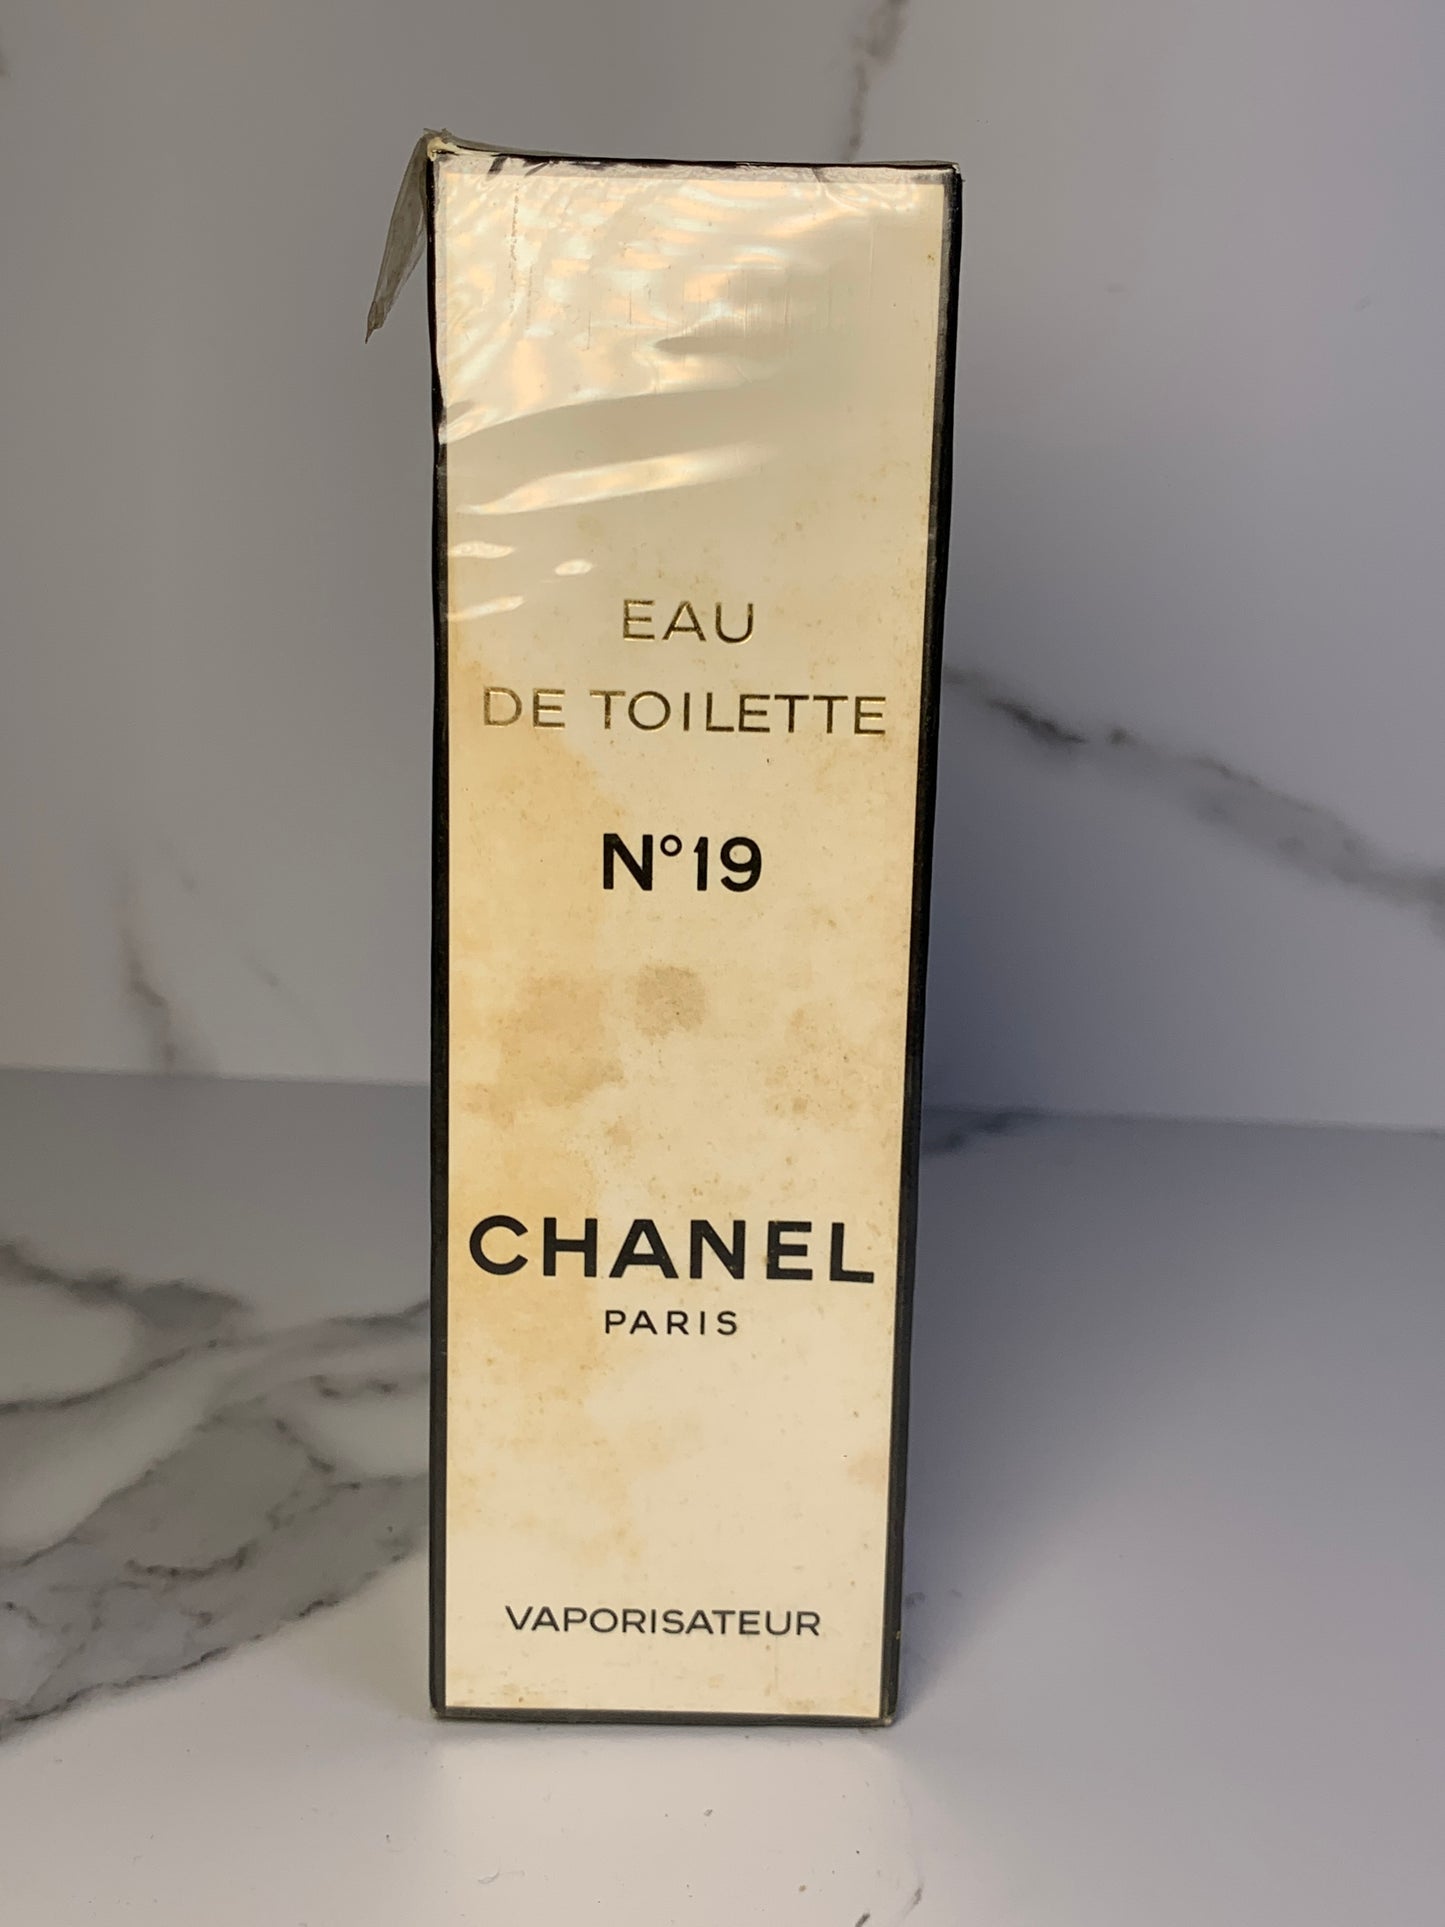 EAU
DE TOILETTE
N°19
CHANEL
PARIS
VAPORISATEUR